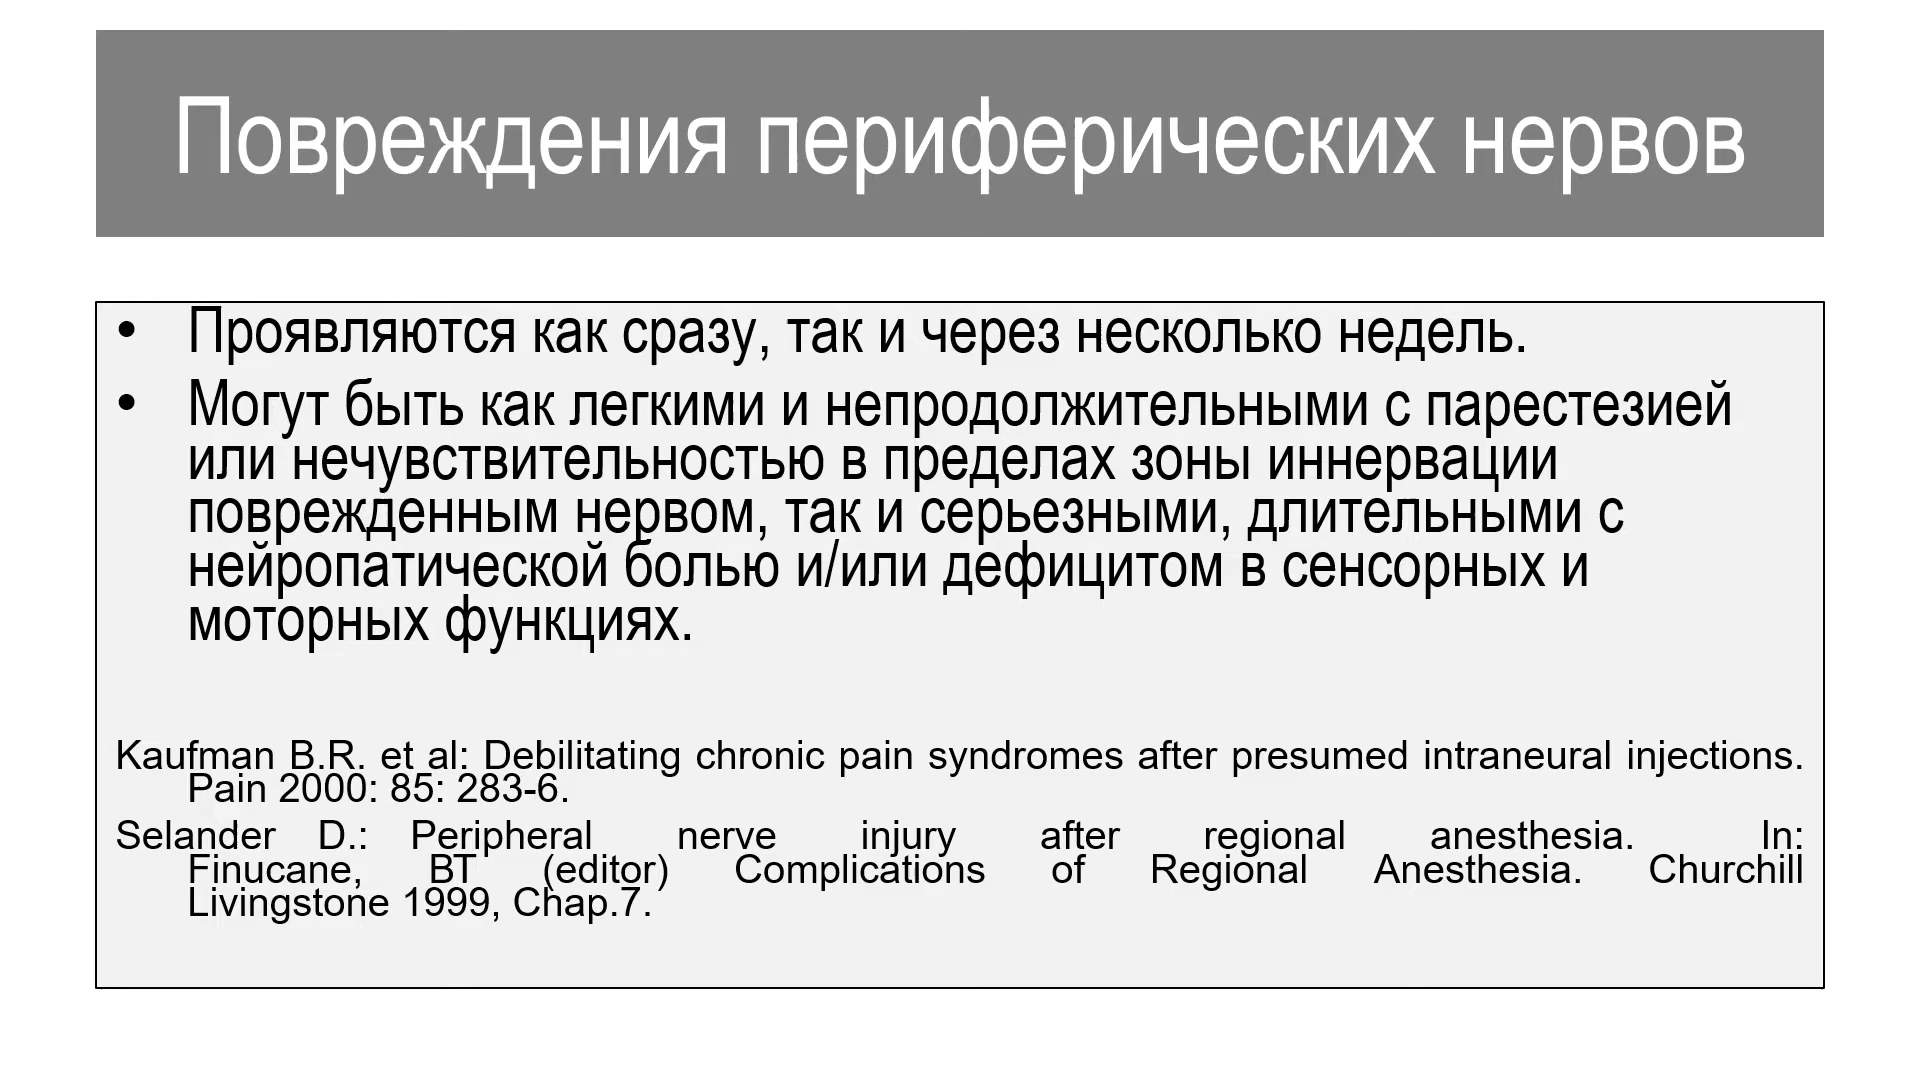 Повреждения периферических нервов
• Проявляются как сразу, так и через несколько недель.
• Могут быть как легкими и непродолжительными с парестезией
или нечувствительностью в пределах зоны иннервации
поврежденным нервом, так и серьезными, длительными с
нейропатической болью и/или дефицитом в сенсорных и
моторных функциях.
Kaufman B.R. et al: Debilitating chronic pain syndromes after presumed intraneural injections.
Pain 2000: 85: 283-6.
Selander D.: Peripheral nerve injury after regional anesthesia. In:
Finucane, BT (editor) Complications of Regional Anesthesia. Churchill
Livingstone 1999, Chap.7.